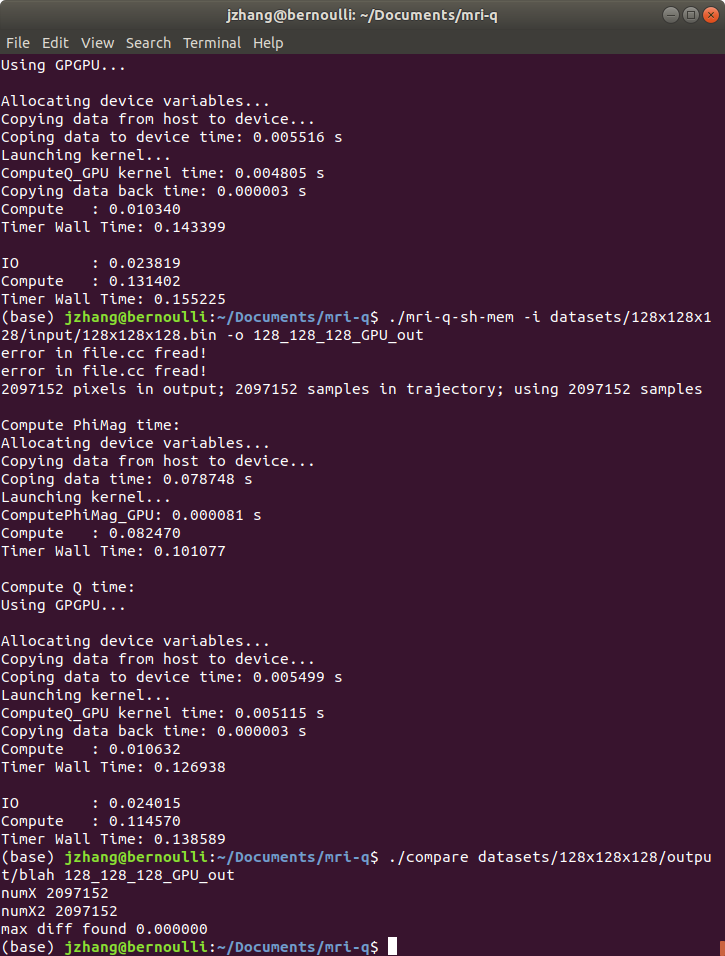 jzhang@bernoulli: ~/Documents/mri-q
File Edit View Search Terminal Help
Using GPGPU...
Allocating device variables...
Copying data from host to device...
Coping data to device time: 0.005516 s
Launching kernel...
ComputeQ_GPU kernel time: 0.004805 s
Copying data back time: 0.000003 s
Compute   : 0.010340
Timer Wall Time: 0.143399
IO        : 0.023819
Compute   : 0.131402
Timer Wall Time: 0.155225
(base) jzhang@bernoulli:~/Documents/mri-q$ ./mri-q-sh-mem -i datasets/128x128x1
28/input/128x128x128.bin -o 128_128_128_GPU_out
error in file.cc fread!
error in file.cc fread!
2097152 pixels in output; 2097152 samples in trajectory; using 2097152 samples
Compute PhiMag time:
Allocating device variables...
Copying data from host to device...
Coping data time: 0.078748 s
Launching kernel...
ComputePhiMag_GPU: 0.000081 s
Compute   : 0.082470
Timer Wall Time: 0.101077
Compute Q time:
Using GPGPU...
Allocating device variables...
Copying data from host to device...
Coping data to device time: 0.005499 s
Launching kernel...
ComputeQ_GPU kernel time: 0.005115 s
Copying data back time: 0.000003 s
Compute   : 0.010632
Timer Wall Time: 0.126938
IO        : 0.024015
Compute   : 0.114570
Timer Wall Time: 0.138589
(base) jzhang@bernoulli:~/Documents/mri-q$ ./compare datasets/128x128x128/outpu
t/blah 128_128_128_GPU_out
numX 2097152
numX2 2097152
max diff found 0.000000
(base) jzhang@bernoulli:~/Documents/mri-q$